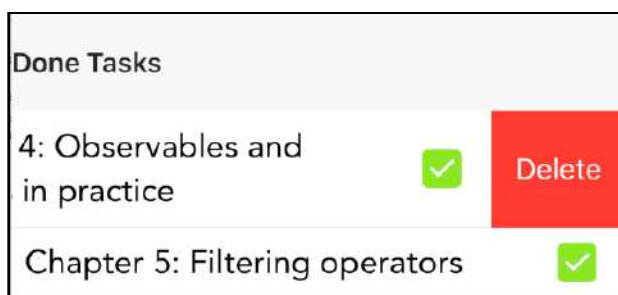 Done Tasks
4: Observables and
in practice
Delete
Chapter 5: Filtering operators